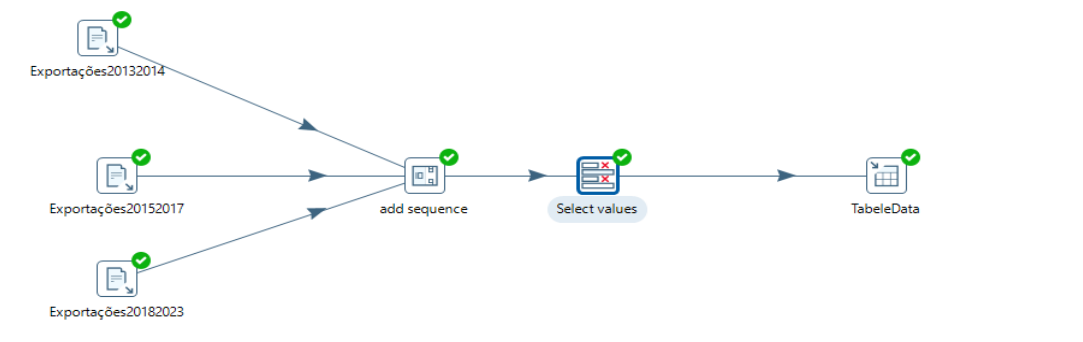 Exportações20132014
Exportações20152017
add sequence
Select values
TabeleData
Exportações20182023